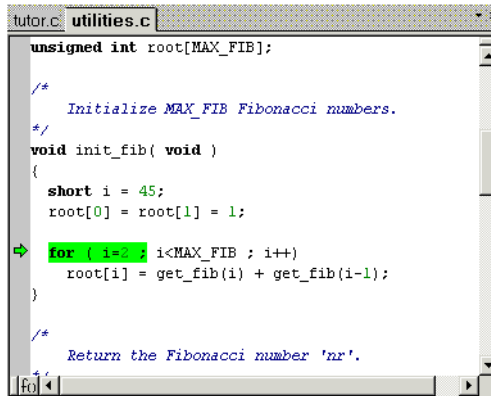 tutor.c utilities.c
unsigned int root[MAX_FIB];
/*
Initialize MAX_FIB Fibonacci numbers.
*/
void init_fib( void )
{
short i = 45;
root[0] = root[1] = 1;
for ( i=2 ; i<MAX_FIB ; i++)
root[i] = get_fib(i) + get_fib(i-1);
}
/*
Return the Fibonacci number 'nr'.
*/